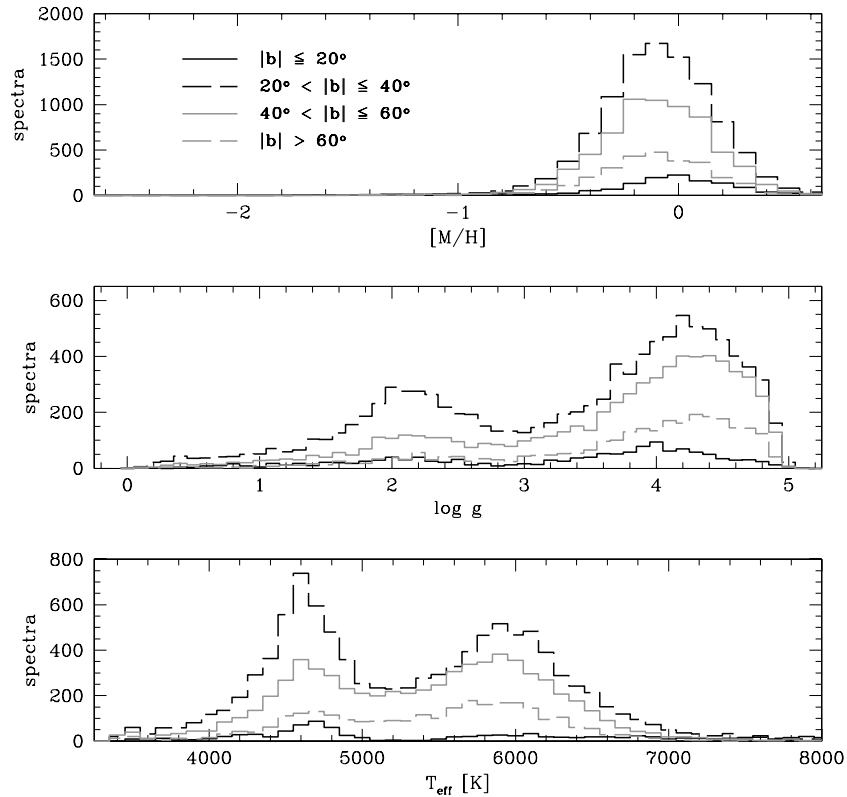 2000
1500
1000
500
0
spectra
|b| ≦ 20°
20° < |b| ≦ 40°
40° < |b| ≦ 60°
|b| > 60°
-2 -1 0
[M/H]
600
400
200
0
spectra
0 1 2 3 4 5
log g
800
600
400
200
0
spectra
4000 5000 6000 7000 8000
T_eff [K]